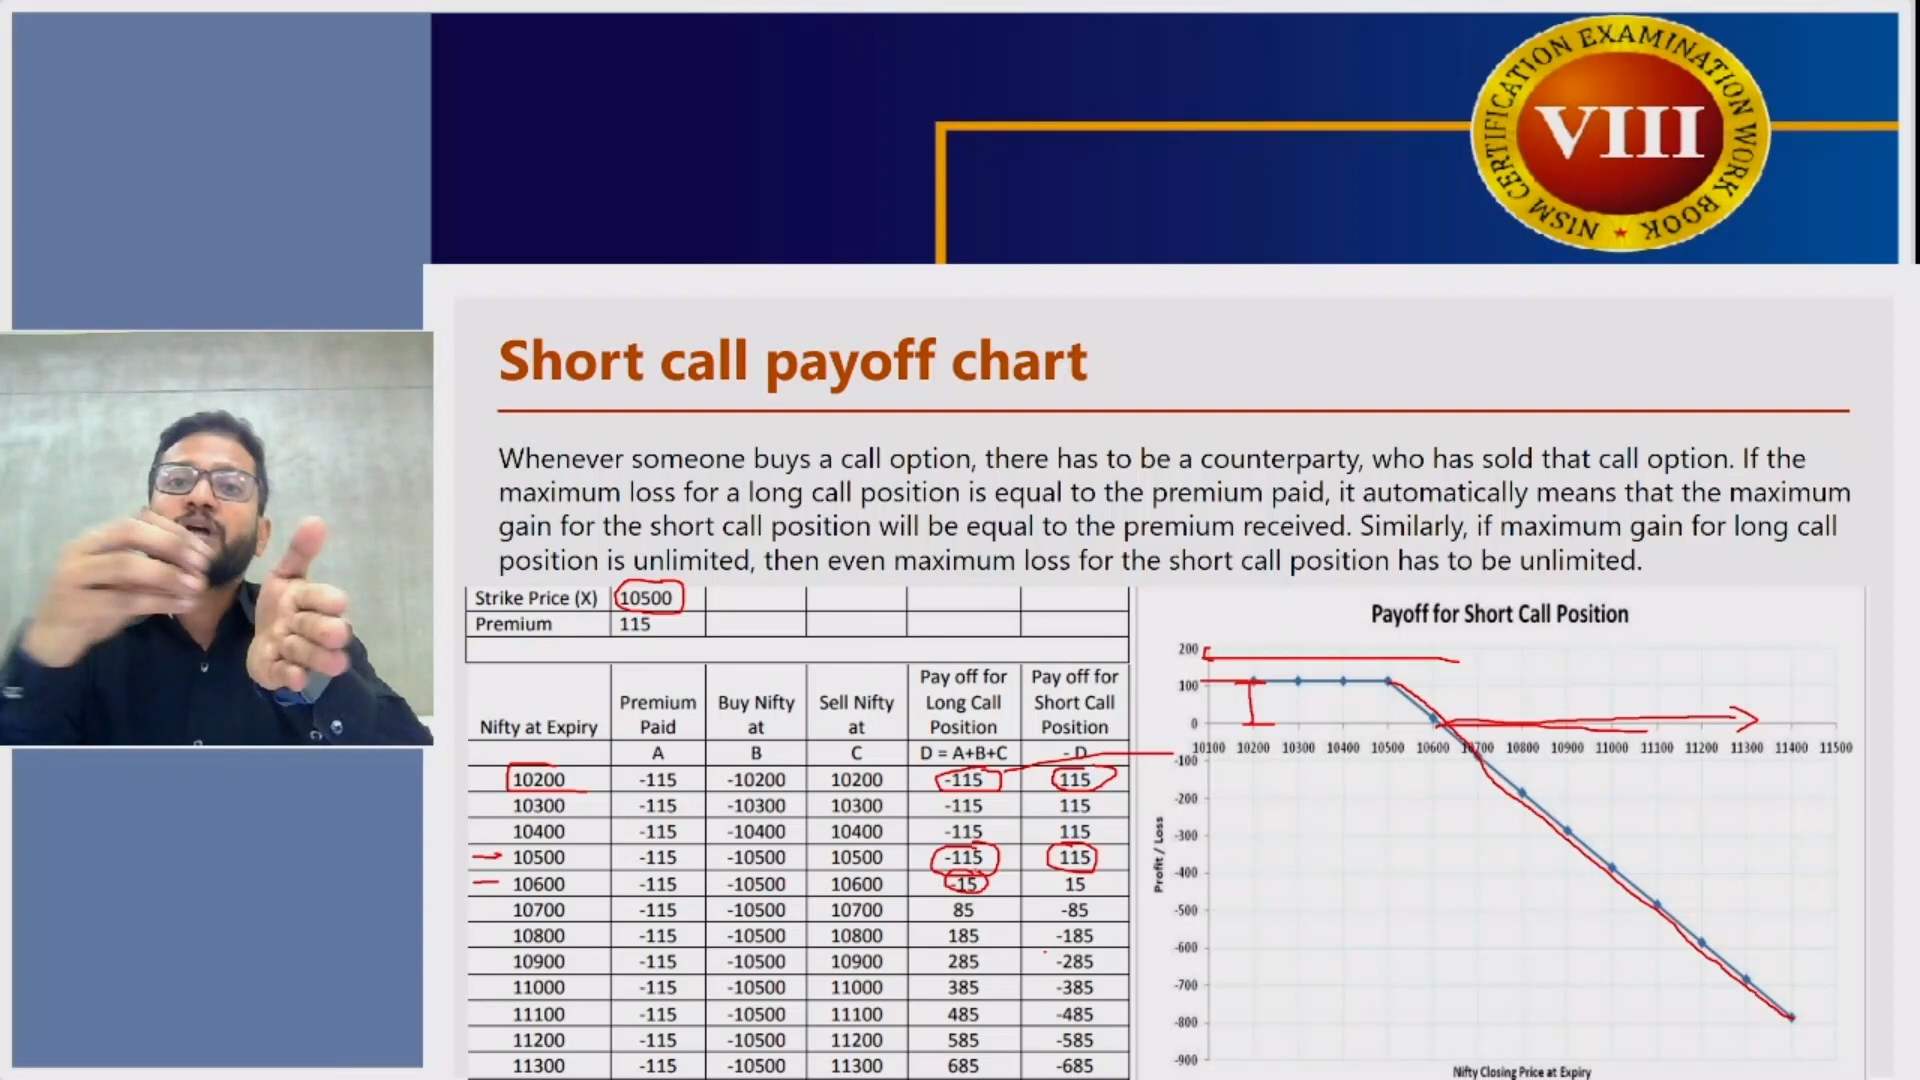 NISM CERTIFICATION EXAMINATION WORK BOOK
VIII
Short call payoff chart
Whenever someone buys a call option, there has to be a counterparty, who has sold that call option. If the
maximum loss for a long call position is equal to the premium paid, it automatically means that the maximum
gain for the short call position will be equal to the premium received. Similarly, if maximum gain for long call
position is unlimited, then even maximum loss for the short call position has to be unlimited.
Strike Price (X) 10500
Premium 115
Nifty at Expiry Premium Paid Buy Nifty at Sell Nifty at Pay off for Long Call Position Pay off for Short Call Position
A B C D = A+B+C - D
10200 -115 -10200 10200 -115 115
10300 -115 -10300 10300 -115 115
10400 -115 -10400 10400 -115 115
10500 -115 -10500 10500 -115 115
10600 -115 -10500 10600 -15 15
10700 -115 -10500 10700 85 -85
10800 -115 -10500 10800 185 -185
10900 -115 -10500 10900 285 -285
11000 -115 -10500 11000 385 -385
11100 -115 -10500 11100 485 -485
11200 -115 -10500 11200 585 -585
11300 -115 -10500 11300 685 -685
Payoff for Short Call Position
200
100
0
10100 10200 10300 10400 10500 10600 10700 10800 10900 11000 11100 11200 11300 11400 11500
-100
-200
-300
-400
-500
-600
-700
-800
-900
Profit / Loss
Nifty Closing Price at Expiry